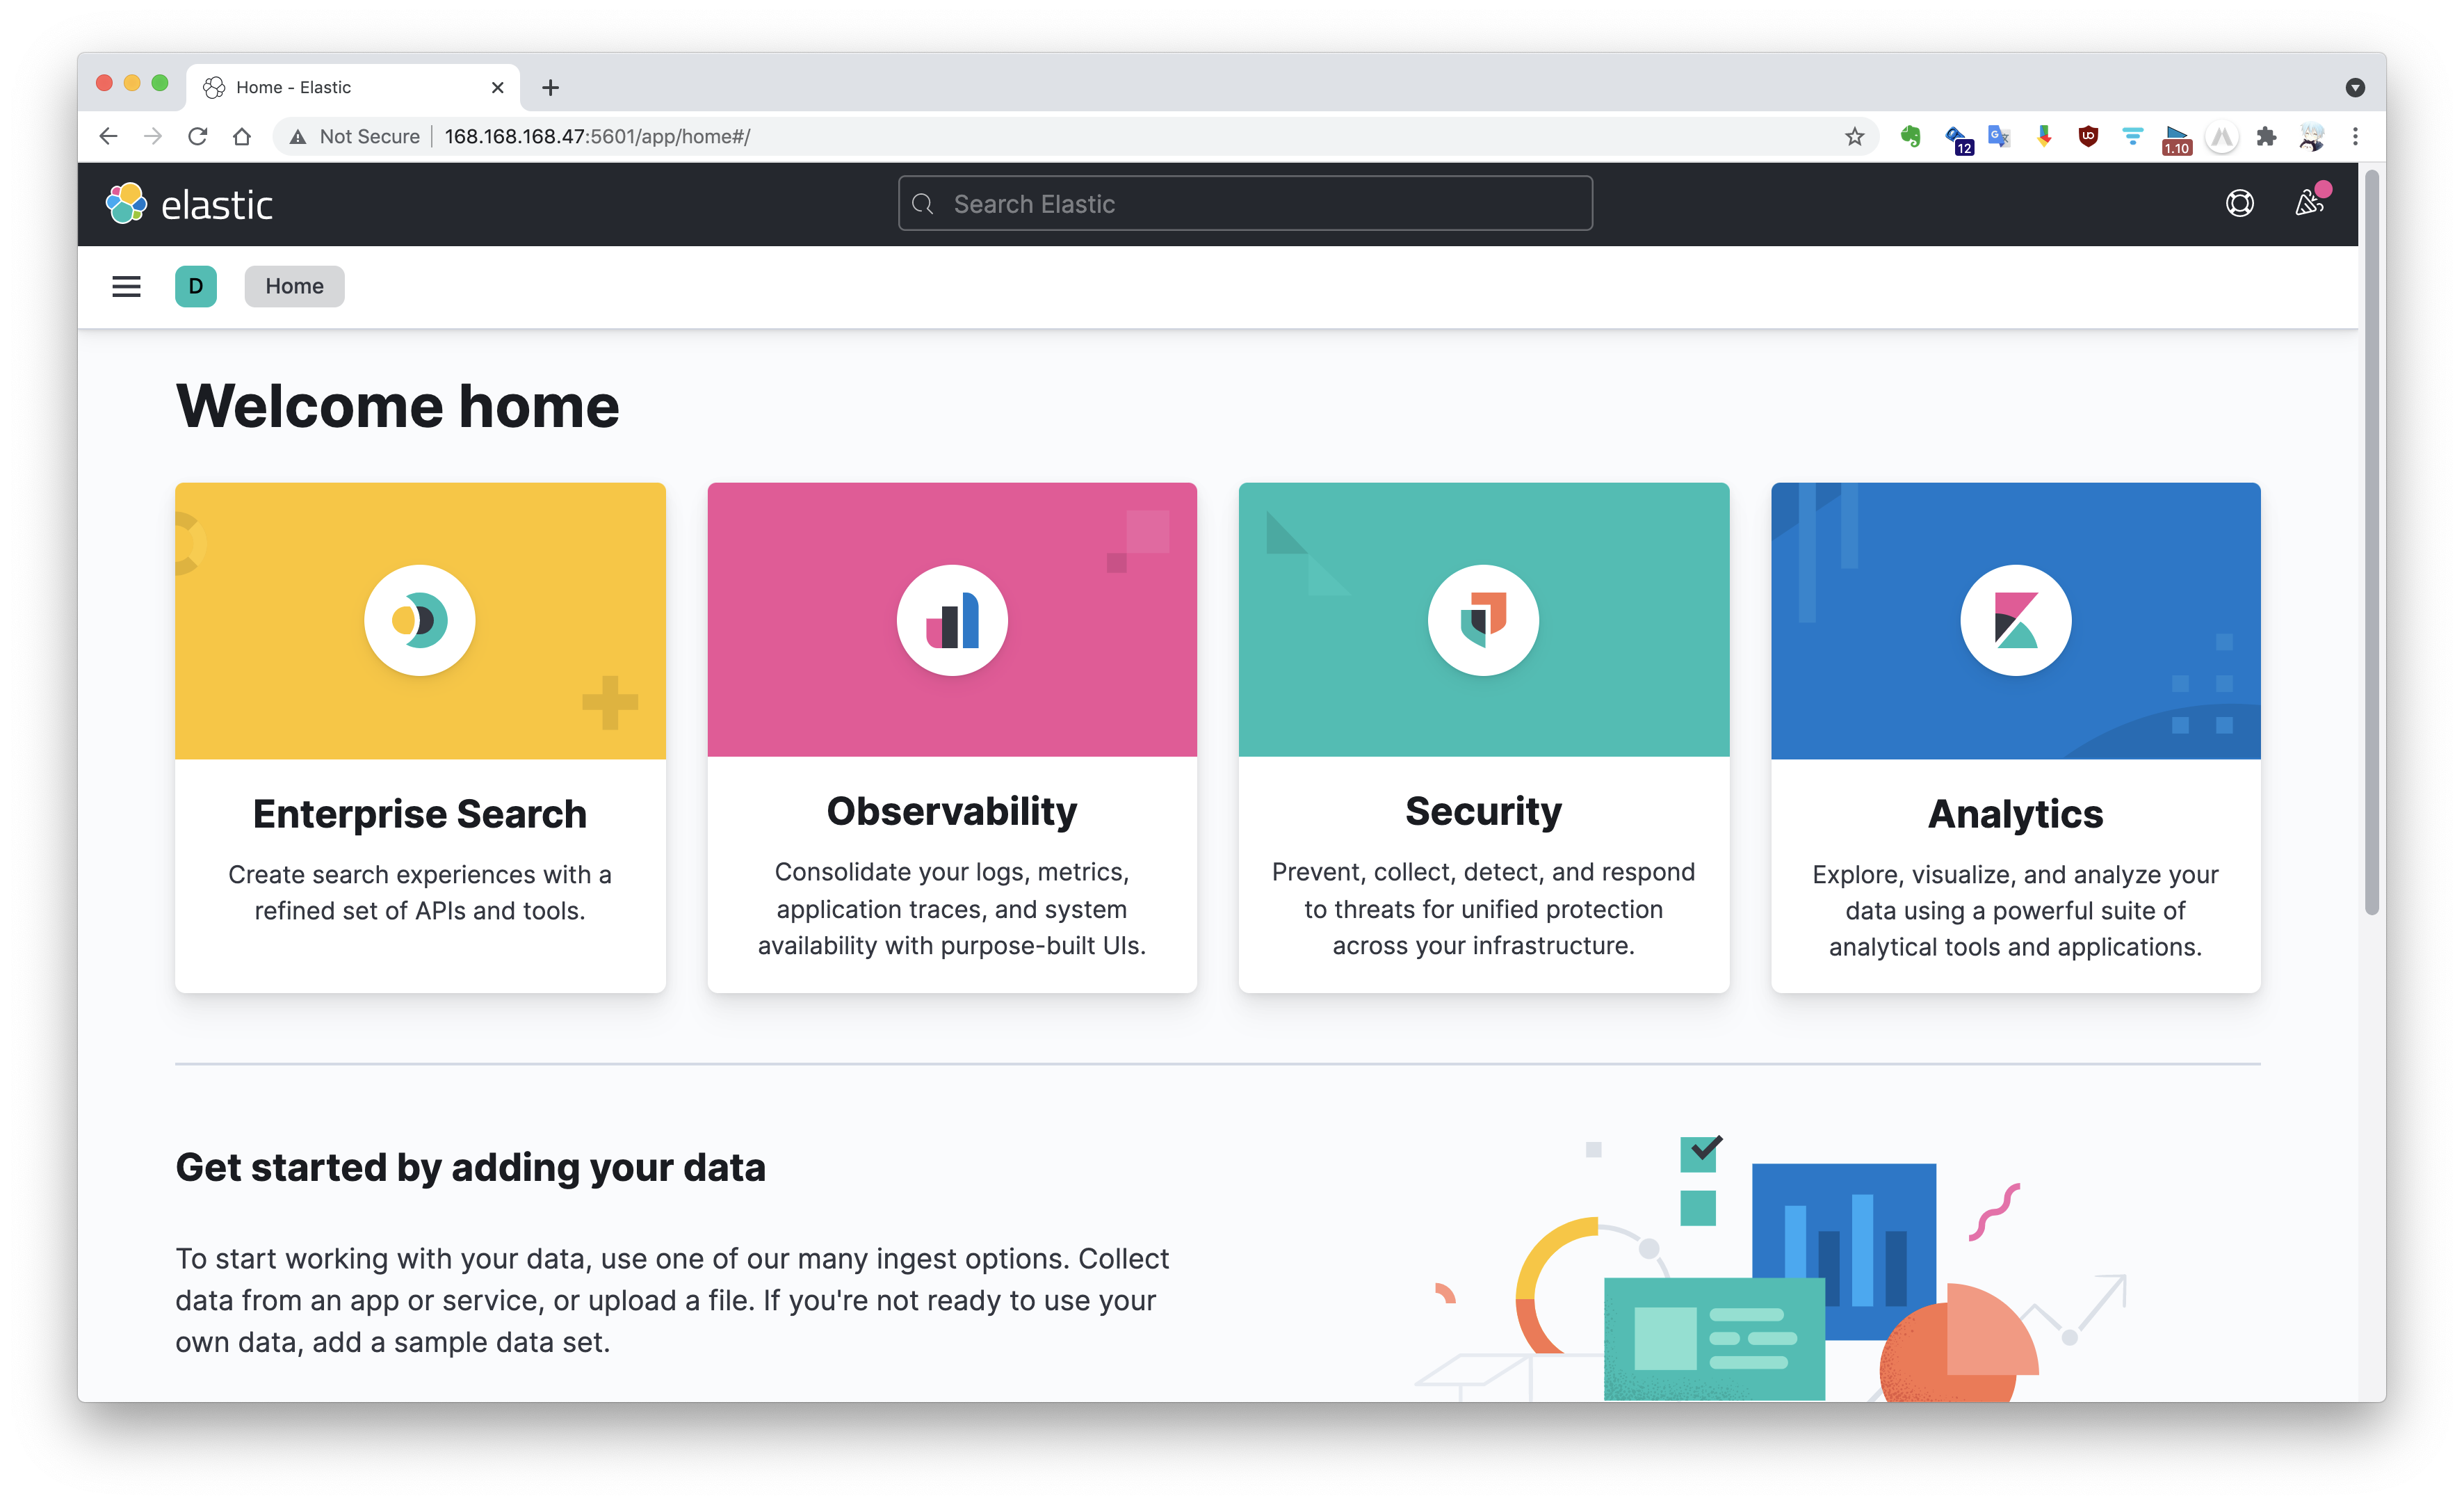 Home - Elastic
Not Secure 168.168.168.47:5601/app/home#/
12
1.10
elastic
Search Elastic
D
Home
Welcome home
Enterprise Search
Create search experiences with a
refined set of APIs and tools.
Observability
Consolidate your logs, metrics,
application traces, and system
availability with purpose-built UIs.
Security
Prevent, collect, detect, and respond
to threats for unified protection
across your infrastructure.
Analytics
Explore, visualize, and analyze your
data using a powerful suite of
analytical tools and applications.
Get started by adding your data
To start working with your data, use one of our many ingest options. Collect
data from an app or service, or upload a file. If you're not ready to use your
own data, add a sample data set.